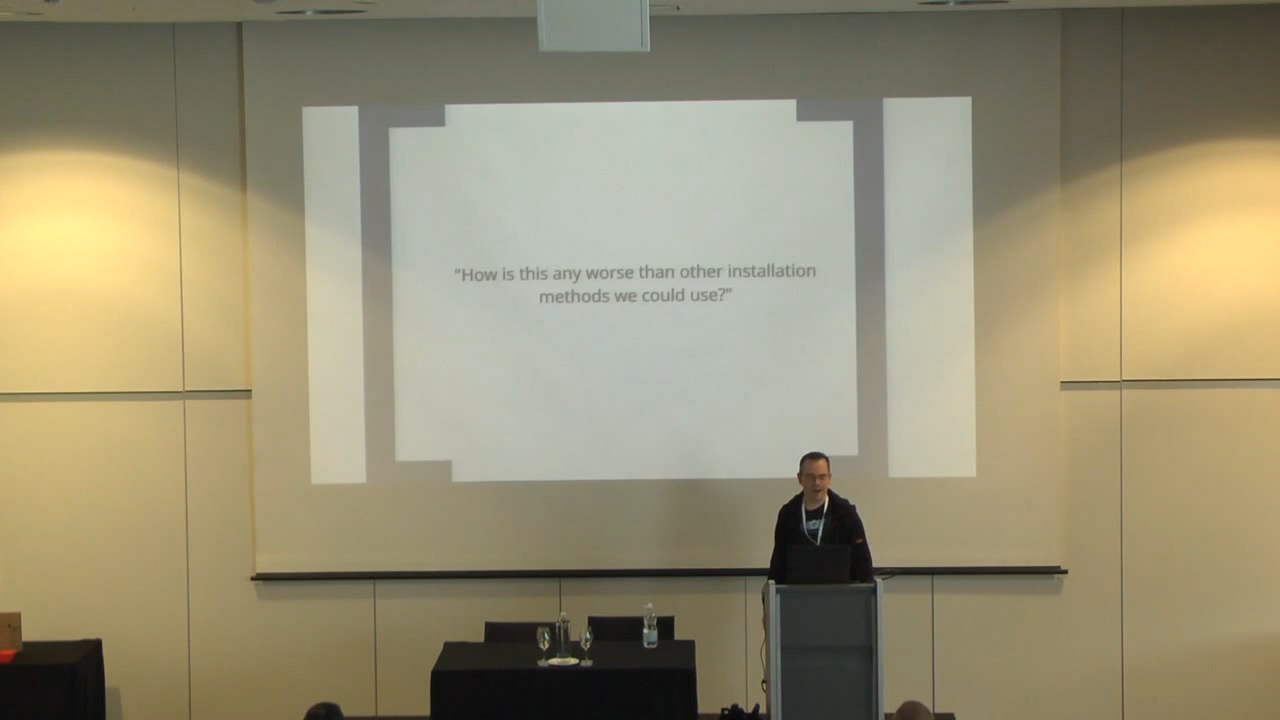 "How is this any worse than other installation
methods we could use?"